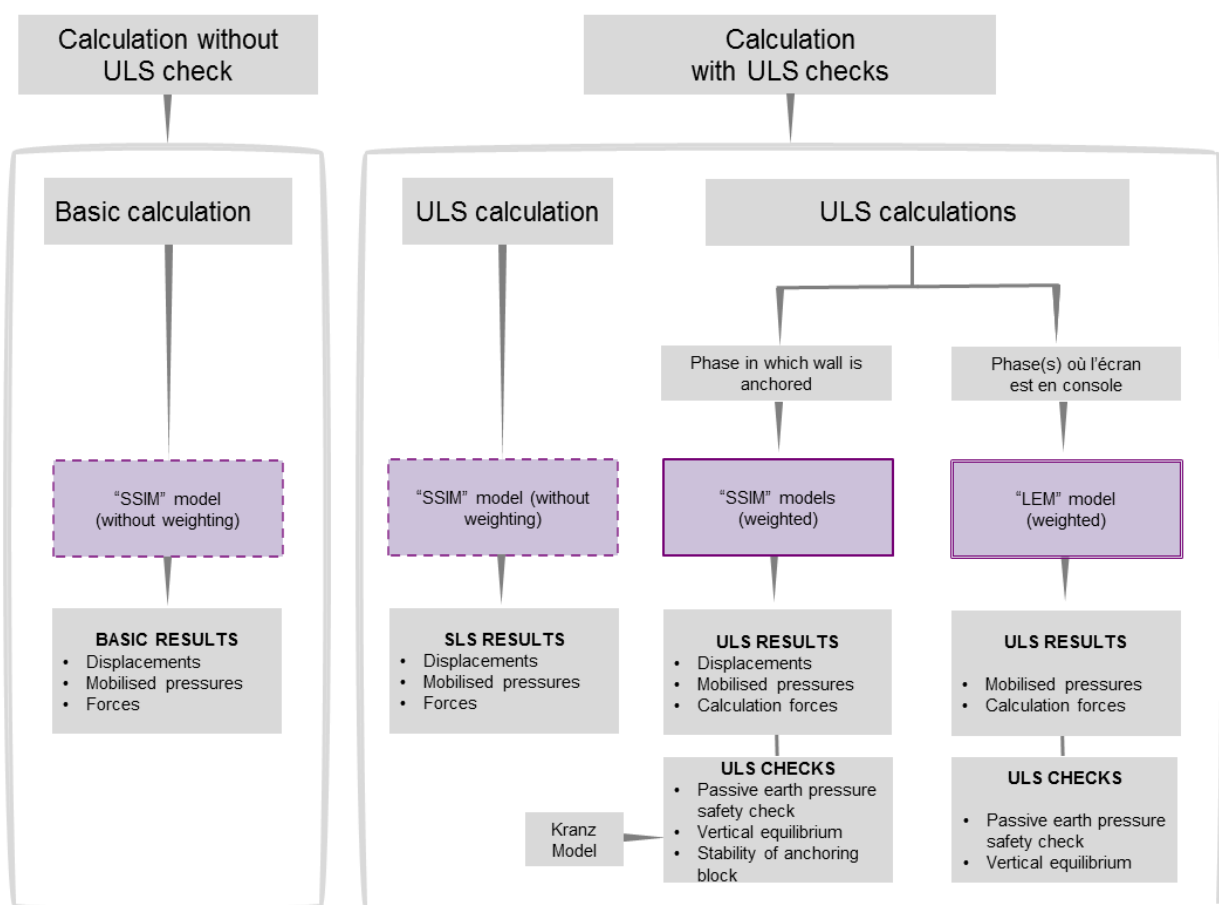 Calculation without
ULS check
Calculation
with ULS checks
Basic calculation
ULS calculation
ULS calculations
Phase in which wall is
anchored
Phase(s) où l’écran
est en console
“SSIM” model
(without weighting)
“SSIM” model (without
weighting)
“SSIM” models
(weighted)
“LEM” model
(weighted)
BASIC RESULTS
• Displacements
• Mobilised pressures
• Forces
SLS RESULTS
• Displacements
• Mobilised pressures
• Forces
ULS RESULTS
• Displacements
• Mobilised pressures
• Calculation forces
ULS RESULTS
• Mobilised pressures
• Calculation forces
Kranz
Model
ULS CHECKS
• Passive earth pressure
safety check
• Vertical equilibrium
• Stability of anchoring
block
ULS CHECKS
• Passive earth pressure
safety check
• Vertical equilibrium